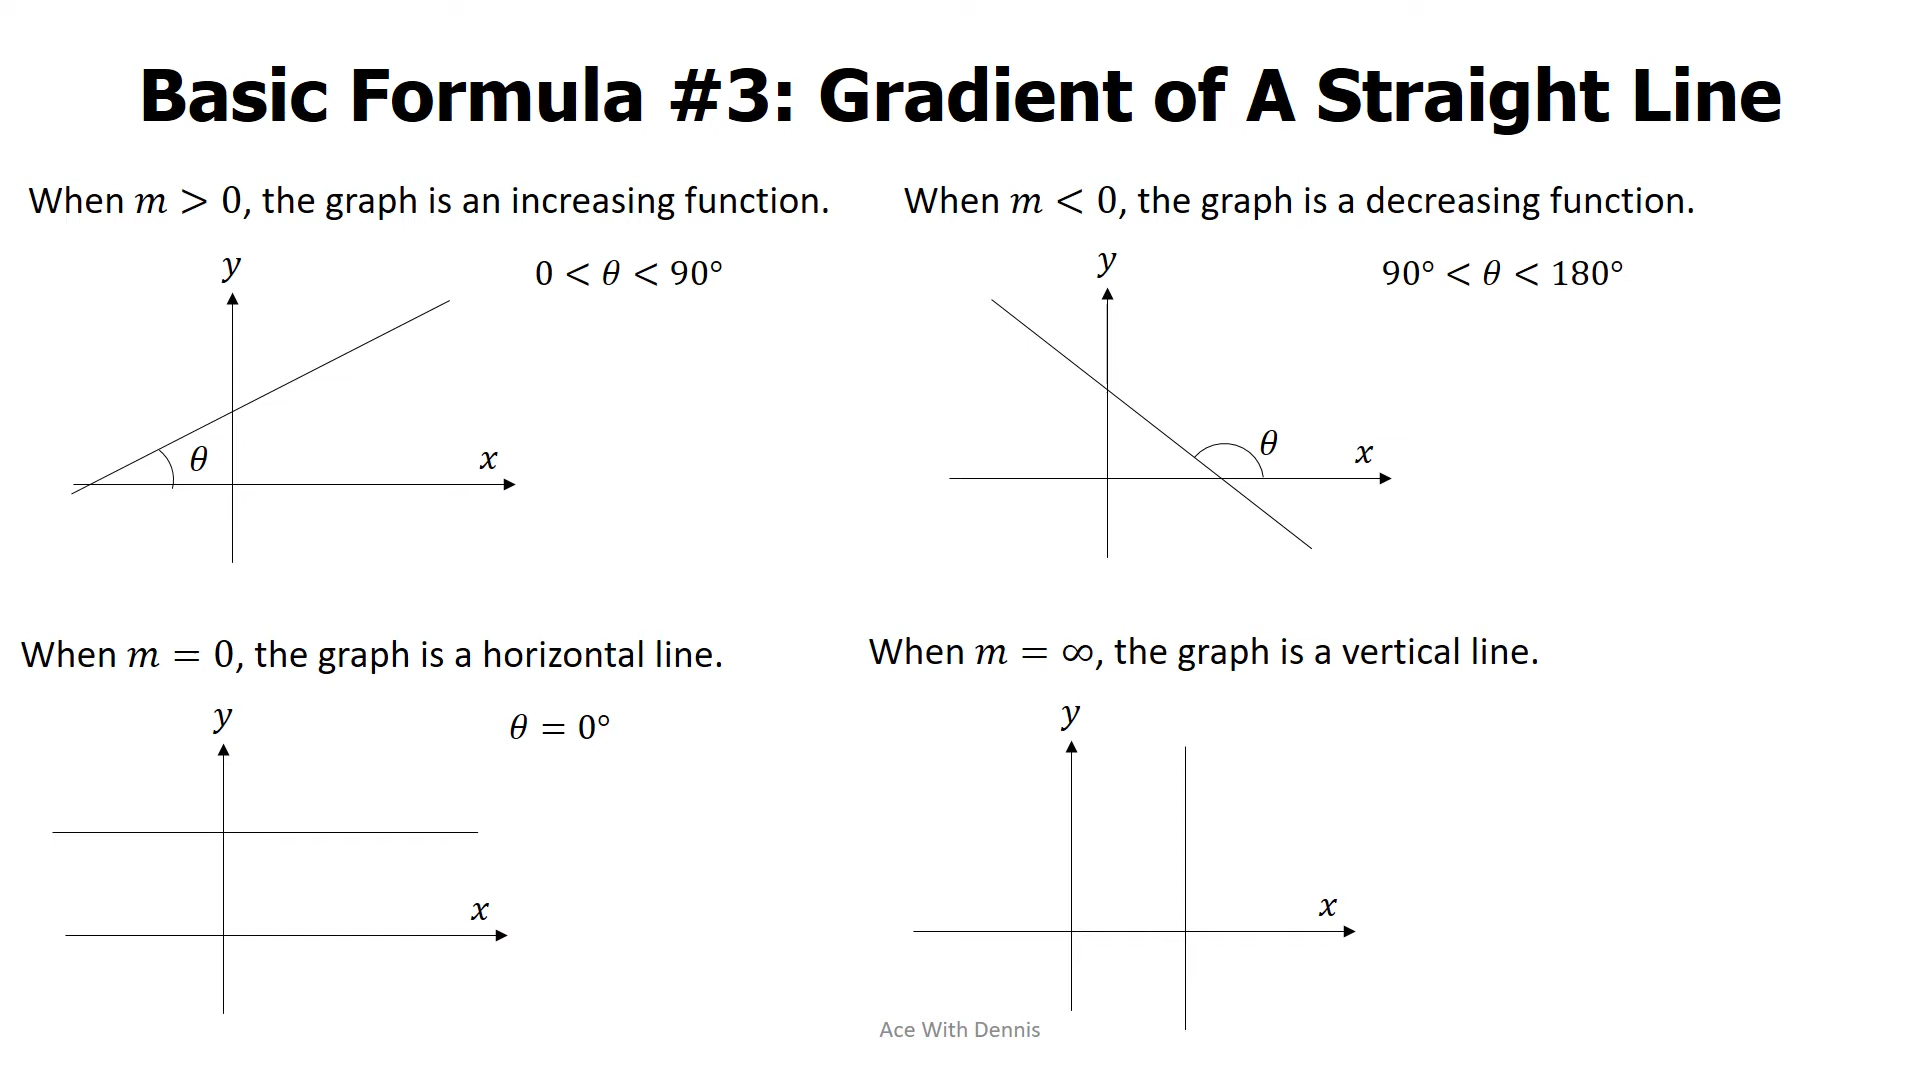 Basic Formula #3: Gradient of A Straight Line
When m > 0, the graph is an increasing function.
0 < θ < 90°
y
θ
x
When m < 0, the graph is a decreasing function.
90° < θ < 180°
y
θ
x
When m = 0, the graph is a horizontal line.
θ = 0°
y
x
When m = ∞, the graph is a vertical line.
y
x
Ace With Dennis